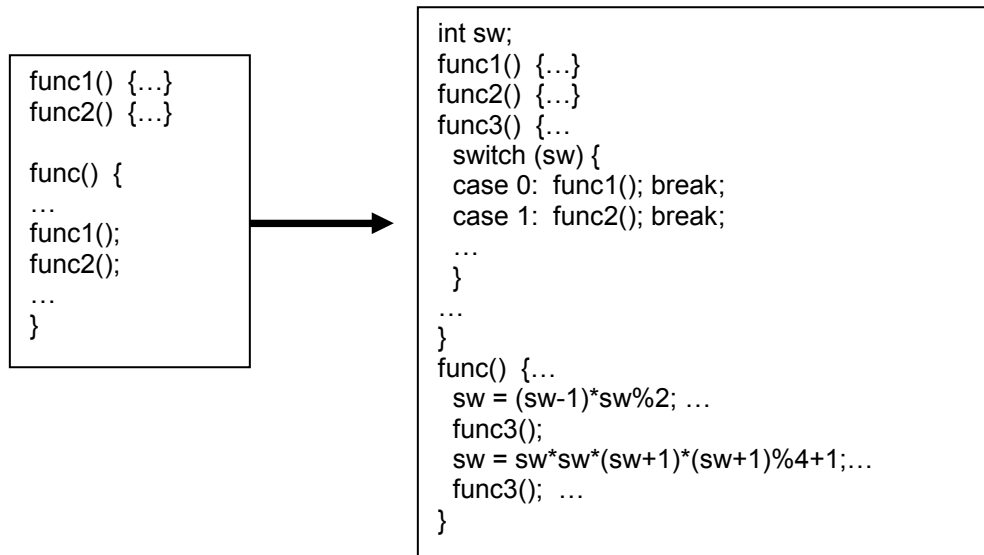 func1() {…}
func2() {…}
func() {
…
func1();
func2();
…
}
int sw;
func1() {…}
func2() {…}
func3() {…
switch (sw) {
case 0: func1(); break;
case 1: func2(); break;
…
}
…
}
func() {…
sw = (sw-1)*sw%2; …
func3();
sw = sw*sw*(sw+1)*(sw+1)%4+1;…
func3(); …
}